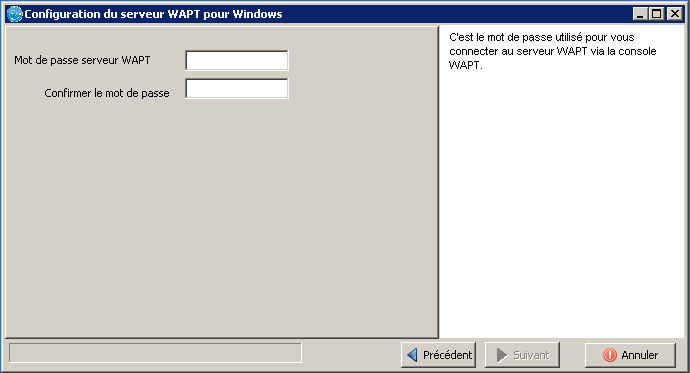 Configuration du serveur WAPT pour Windows
Mot de passe serveur WAPT
Confirmer le mot de passe
C'est le mot de passe utilisé pour vous
connecter au serveur WAPT via la console
WAPT.
Précédent
Suivant
Annuler